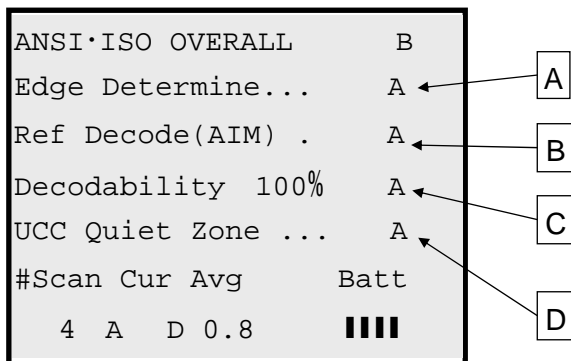 ANSI·ISO OVERALL B
Edge Determine... A
Ref Decode(AIM) . A
Decodability 100% A
UCC Quiet Zone ... A
#Scan Cur Avg Batt
4 A D 0.8
A
B
C
D